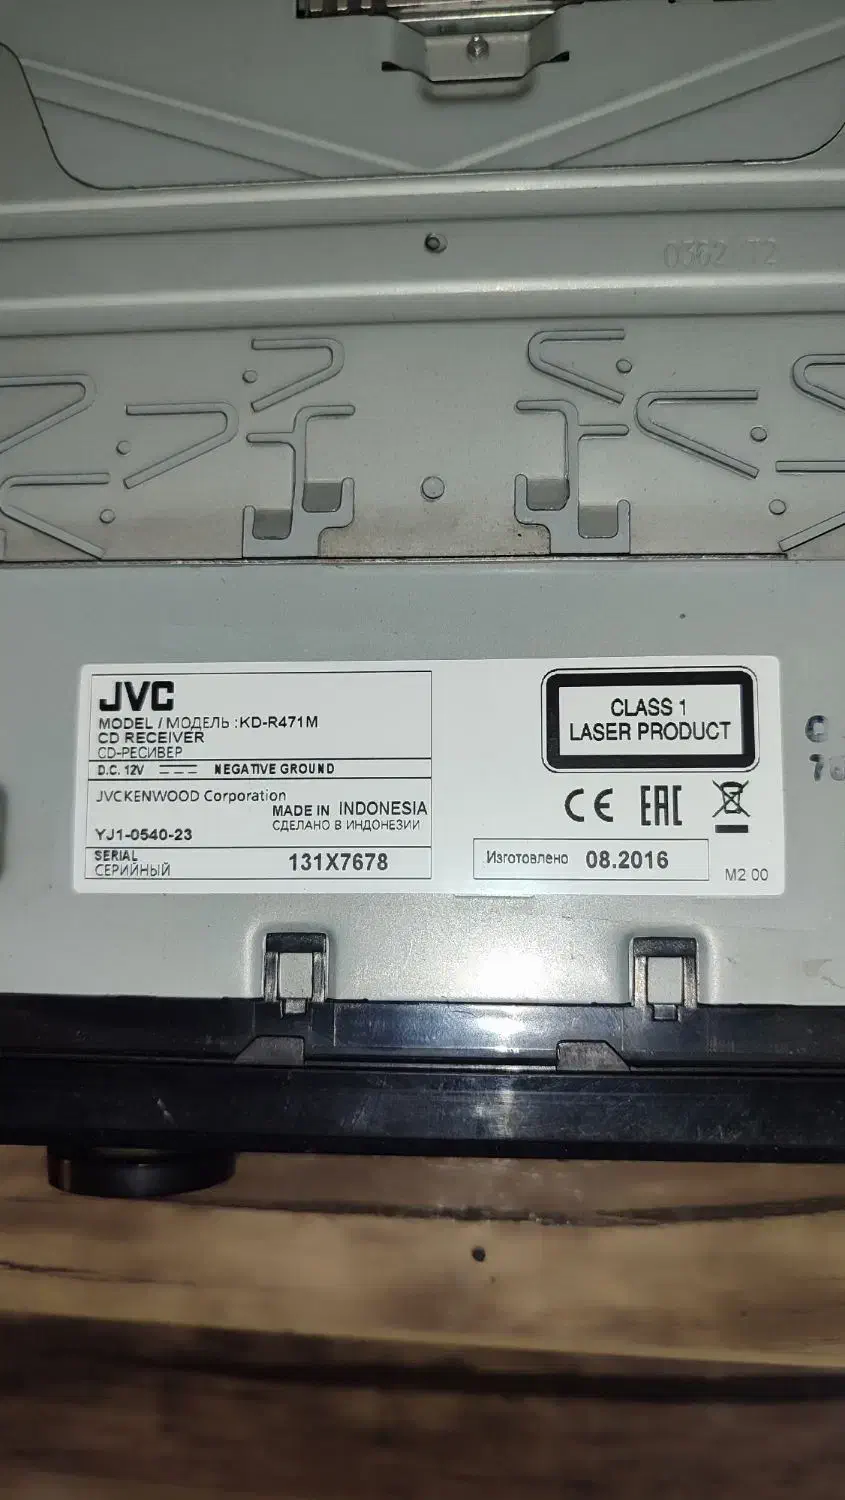 0362 T2
JVC
MODEL / МОДЕЛЬ : KD-R471M
CD RECEIVER
CD-РЕСИВЕР
D.C. 12V NEGATIVE GROUND
JVCKENWOOD Corporation
MADE IN INDONESIA
СДЕЛАНО В ИНДОНЕЗИИ
YJ1-0540-23
SERIAL
СЕРИЙНЫЙ
131X7678
CLASS 1
LASER PRODUCT
CE EAC
Изготовлено 08.2016
M2 00